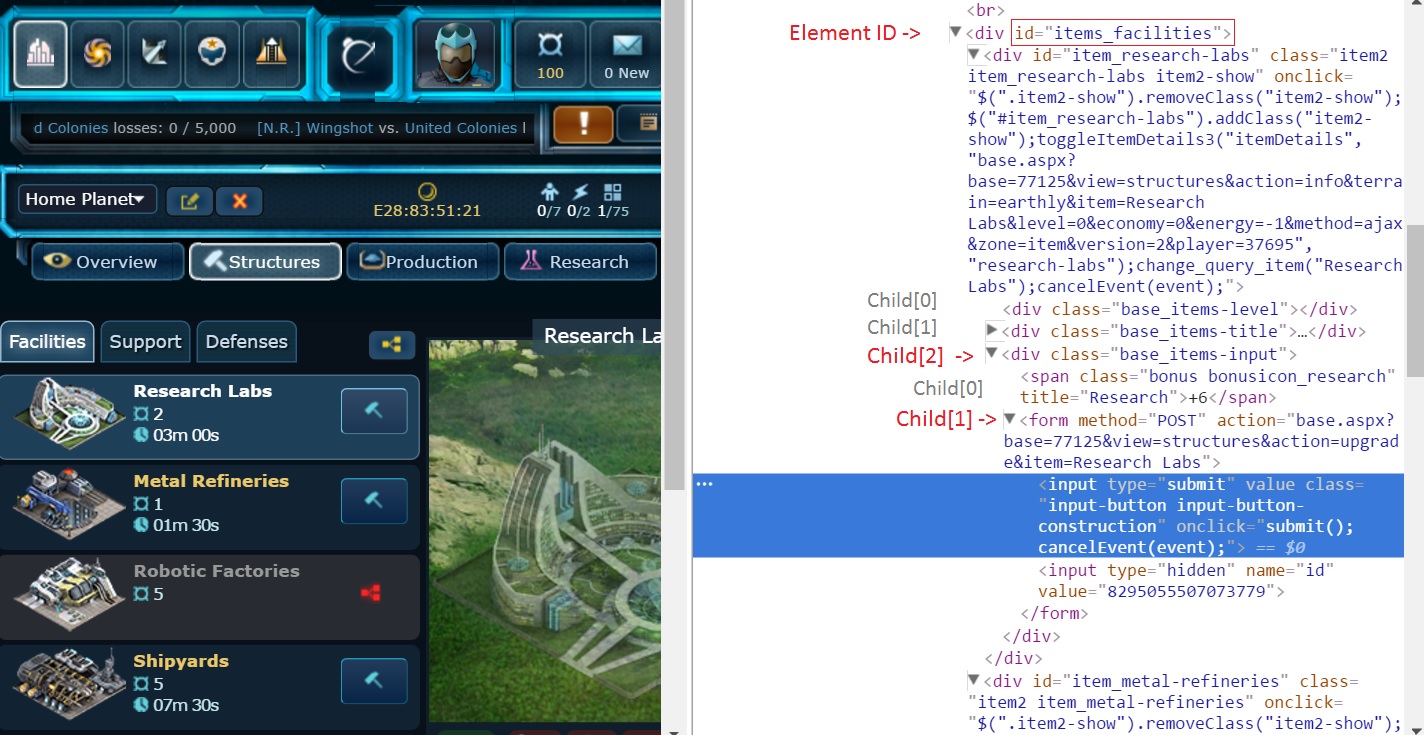 100
0 New
d Colonies losses: 0 / 5,000 [N.R.] Wingshot vs. United Colonies l
!
Home Planet
E28:83:51:21
0/7 0/2 1/75
Overview
Structures
Production
Research
Facilities
Support
Defenses
Research Labs
2
03m 00s
Metal Refineries
1
01m 30s
Robotic Factories
5
Shipyards
5
07m 30s
Research La
<br>
Element ID -> <div id="items_facilities">
<div id="item_research-labs" class="item2
item_research-labs item2-show" onclick=
"$(".item2-show").removeClass("item2-show");
$("#item_research-labs").addClass("item2-
show");toggleItemDetails3("itemDetails",
"base.aspx?
base=77125&view=structures&action=info&terra
in=earthly&item=Research
Labs&level=0&economy=0&energy=-1&method=ajax
&zone=item&version=2&player=37695",
"research-labs");change_query_item("Research
Labs");cancelEvent(event);">
Child[0] <div class="base_items-level"></div>
Child[1] <div class="base_items-title">…</div>
Child[2] -> <div class="base_items-input">
Child[0] <span class="bonus bonusicon_research"
title="Research">+6</span>
Child[1] -> <form method="POST" action="base.aspx?
base=77125&view=structures&action=upgrad
e&item=Research Labs">
… <input type="submit" value class=
"input-button input-button-
construction" onclick="submit();
cancelEvent(event);"> == $0
<input type="hidden" name="id"
value="8295055507073779">
</form>
</div>
</div>
<div id="item_metal-refineries" class=
"item2 item_metal-refineries" onclick=
"$(".item2-show").removeClass("item2-show");